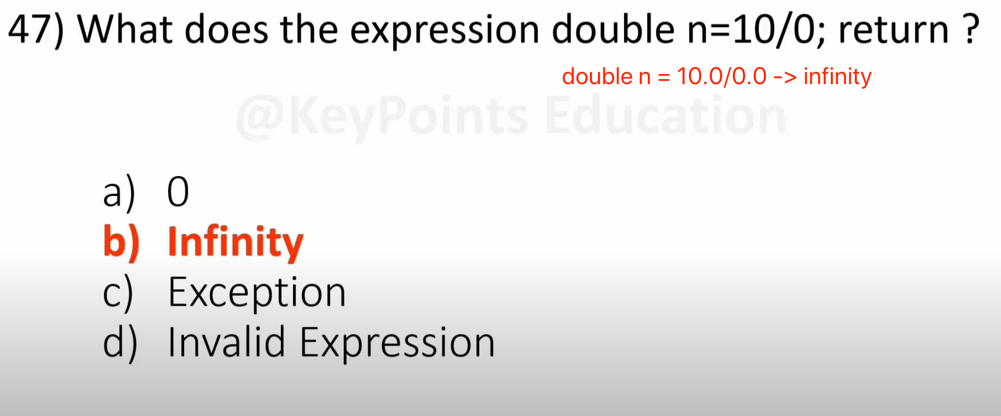 47) What does the expression double n=10/0; return ?
double n = 10.0/0.0 -> infinity
@KeyPoints Education
a) 0
b) Infinity
c) Exception
d) Invalid Expression